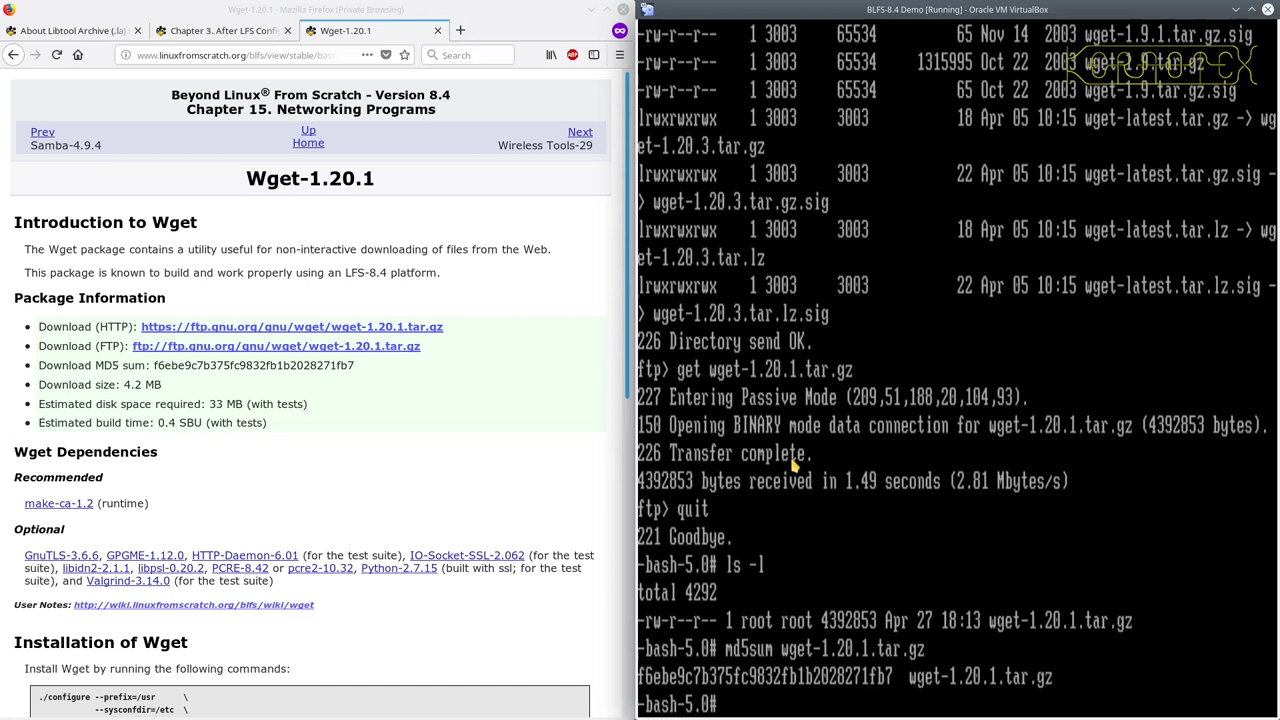 Wget-1.20.1 - Mozilla Firefox (Private Browsing)
About Libtool Archive (.la)
Chapter 3. After LFS Confi
Wget-1.20.1
www.linuxfromscratch.org/blfs/view/stable/bas
Search
Beyond Linux® From Scratch - Version 8.4
Chapter 15. Networking Programs
Prev
Up
Next
Samba-4.9.4
Home
Wireless Tools-29
Wget-1.20.1
Introduction to Wget
The Wget package contains a utility useful for non-interactive downloading of files from the Web.
This package is known to build and work properly using an LFS-8.4 platform.
Package Information
Download (HTTP): https://ftp.gnu.org/gnu/wget/wget-1.20.1.tar.gz
Download (FTP): ftp://ftp.gnu.org/gnu/wget/wget-1.20.1.tar.gz
Download MD5 sum: f6ebe9c7b375fc9832fb1b2028271fb7
Download size: 4.2 MB
Estimated disk space required: 33 MB (with tests)
Estimated build time: 0.4 SBU (with tests)
Wget Dependencies
Recommended
make-ca-1.2 (runtime)
Optional
GnuTLS-3.6.6, GPGME-1.12.0, HTTP-Daemon-6.01 (for the test suite), IO-Socket-SSL-2.062 (for the test
suite), libidn2-2.1.1, libpsl-0.20.2, PCRE-8.42 or pcre2-10.32, Python-2.7.15 (built with ssl; for the test
suite), and Valgrind-3.14.0 (for the test suite)
User Notes: http://wiki.linuxfromscratch.org/blfs/wiki/wget
Installation of Wget
Install Wget by running the following commands:
./configure --prefix=/usr \
--sysconfdir=/etc \
BLFS-8.4 Demo [Running] - Oracle VM VirtualBox
-rw-r--r-- 1 3003 65534 65 Nov 14 2003 wget-1.9.1.tar.gz.sig
-rw-r--r-- 1 3003 65534 1315995 Oct 22 2003 wget-1.9.tar.gz
-rw-r--r-- 1 3003 65534 65 Oct 22 2003 wget-1.9.tar.gz.sig
lrwxrwxrwx 1 3003 3003 18 Apr 05 10:15 wget-latest.tar.gz -> wg
et-1.20.3.tar.gz
lrwxrwxrwx 1 3003 3003 22 Apr 05 10:15 wget-latest.tar.gz.sig -
> wget-1.20.3.tar.gz.sig
lrwxrwxrwx 1 3003 3003 18 Apr 05 10:15 wget-latest.tar.lz -> wg
et-1.20.3.tar.lz
lrwxrwxrwx 1 3003 3003 22 Apr 05 10:15 wget-latest.tar.lz.sig -
> wget-1.20.3.tar.lz.sig
226 Directory send OK.
ftp> get wget-1.20.1.tar.gz
227 Entering Passive Mode (209,51,188,20,104,93).
150 Opening BINARY mode data connection for wget-1.20.1.tar.gz (4392853 bytes).
226 Transfer complete.
4392853 bytes received in 1.49 seconds (2.81 Mbytes/s)
ftp> quit
221 Goodbye.
-bash-5.0# ls -l
total 4292
-rw-r--r-- 1 root root 4392853 Apr 27 18:13 wget-1.20.1.tar.gz
-bash-5.0# md5sum wget-1.20.1.tar.gz
f6ebe9c7b375fc9832fb1b2028271fb7 wget-1.20.1.tar.gz
-bash-5.0#